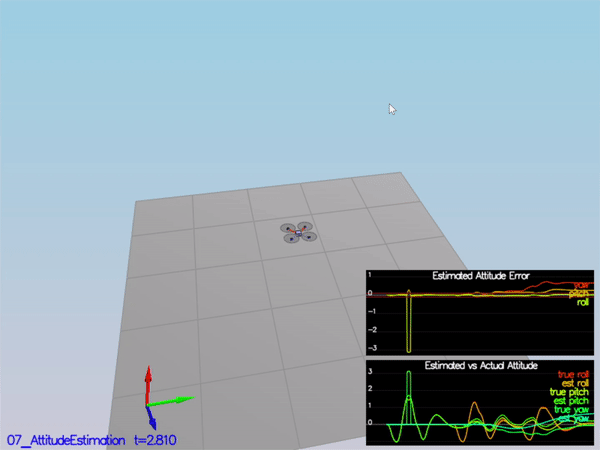 Estimated Attitude Error
1
yaw
0
pitch
roll
-1
-2
-3
Estimated vs Actual Attitude
3
true roll
2
est roll
true pitch
1
est pitch
true yaw
0
est yaw
07_AttitudeEstimation t=2.810